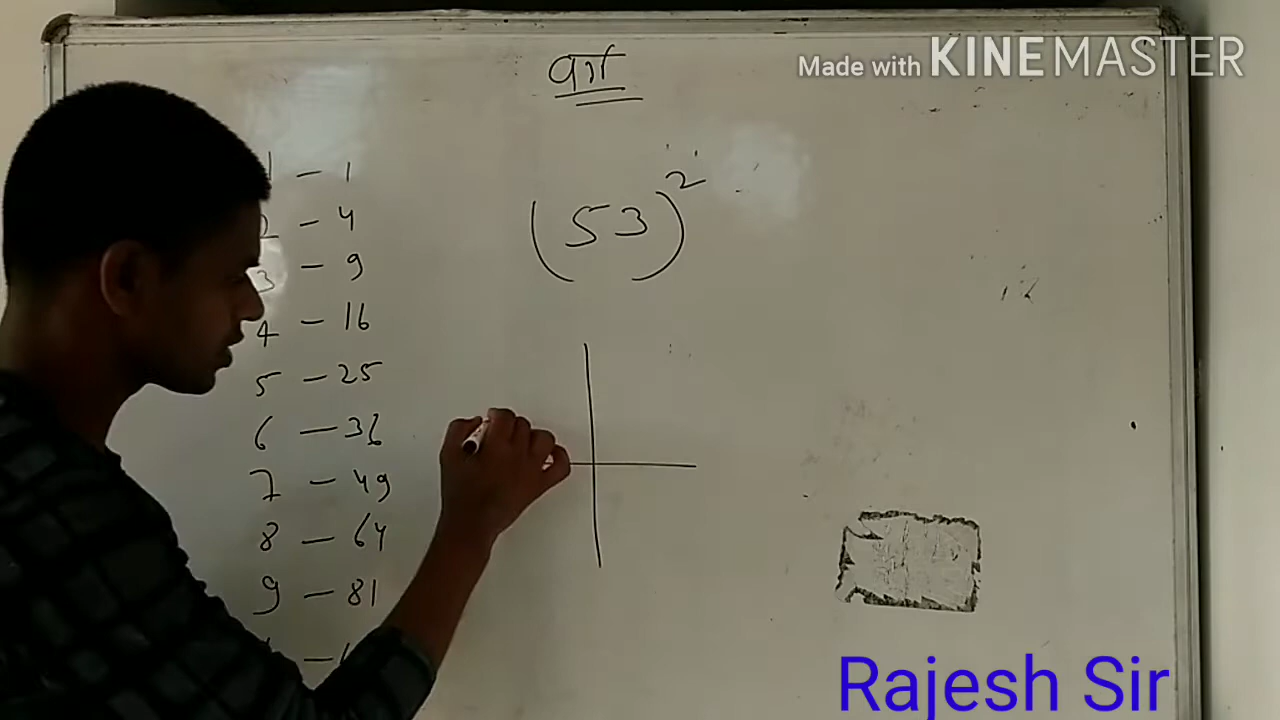 वर्ग
Made with KINEMASTER
1 – 1
2 – 4
3 – 9
4 – 16
5 – 25
6 – 36
7 – 49
8 – 64
9 – 81
(53)²
Rajesh Sir